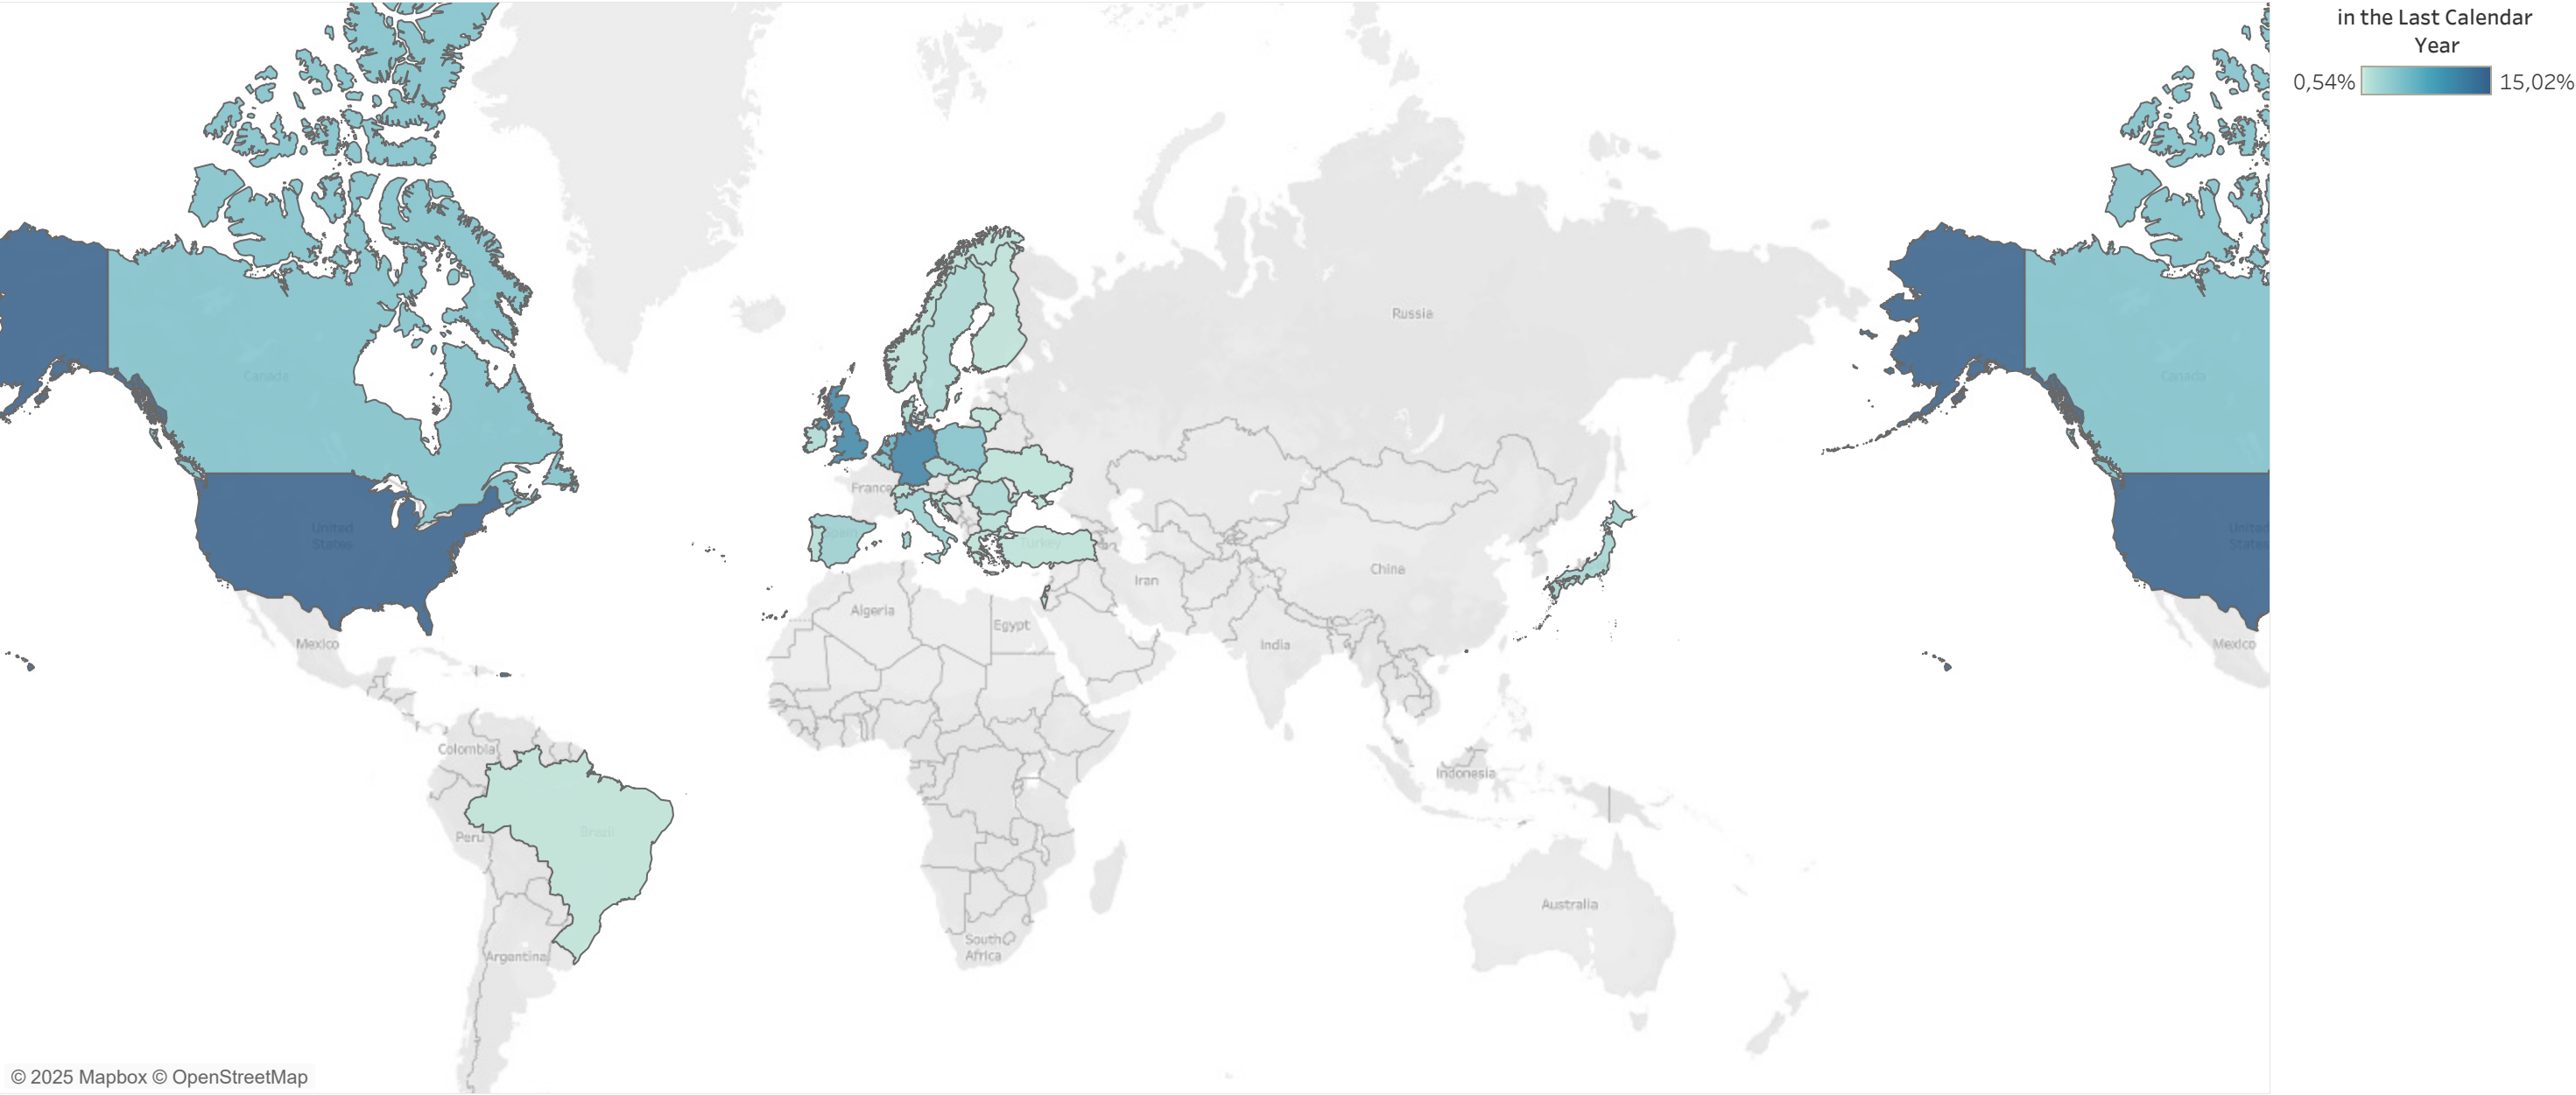 in the Last Calendar
Year
0,54%
15,02%
Russia
Canada
Canada
France
United
States
United
States
Spain
Turkey
China
Iran
Algeria
Egypt
India
Mexico
Mexico
Colombia
Indonesia
Brazil
Peru
Australia
South
Africa
Argentina
© 2025 Mapbox © OpenStreetMap